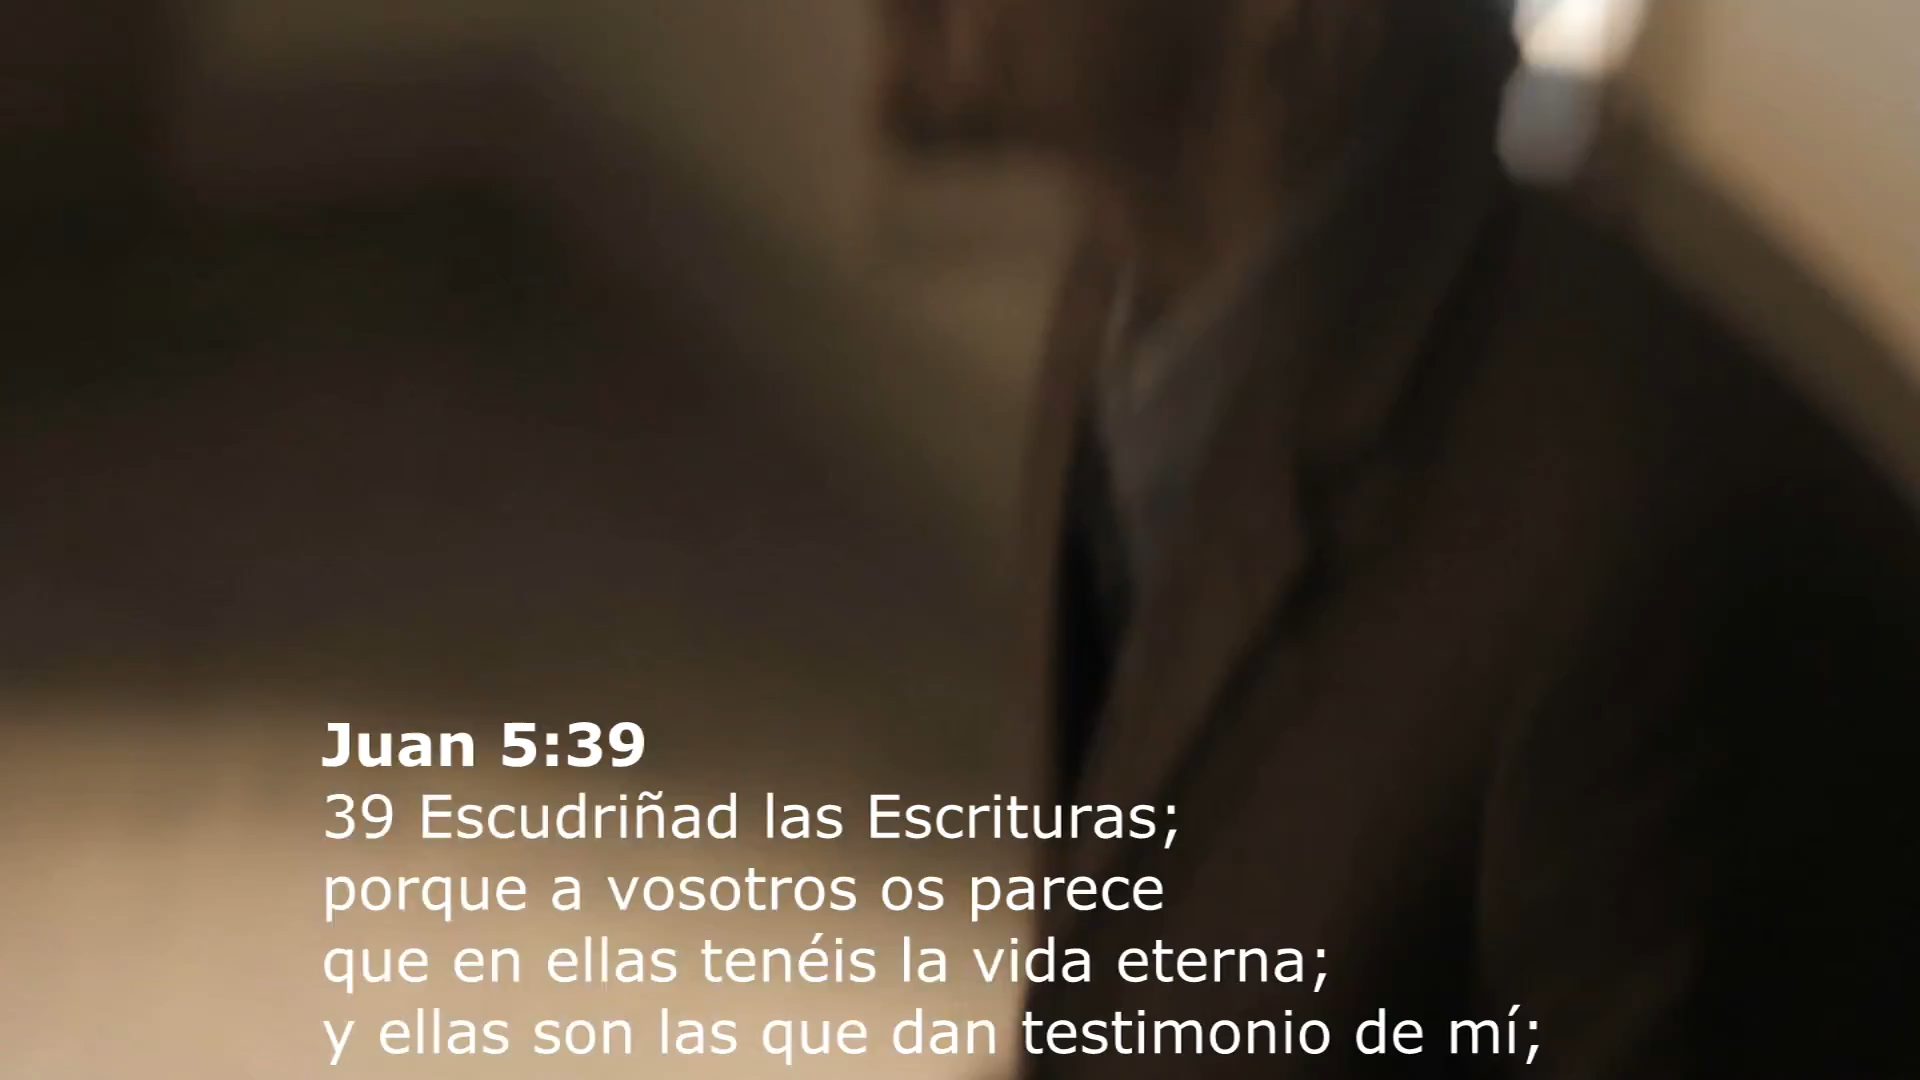 Juan 5:39
39 Escudriñad las Escrituras;
porque a vosotros os parece
que en ellas tenéis la vida eterna;
y ellas son las que dan testimonio de mí;